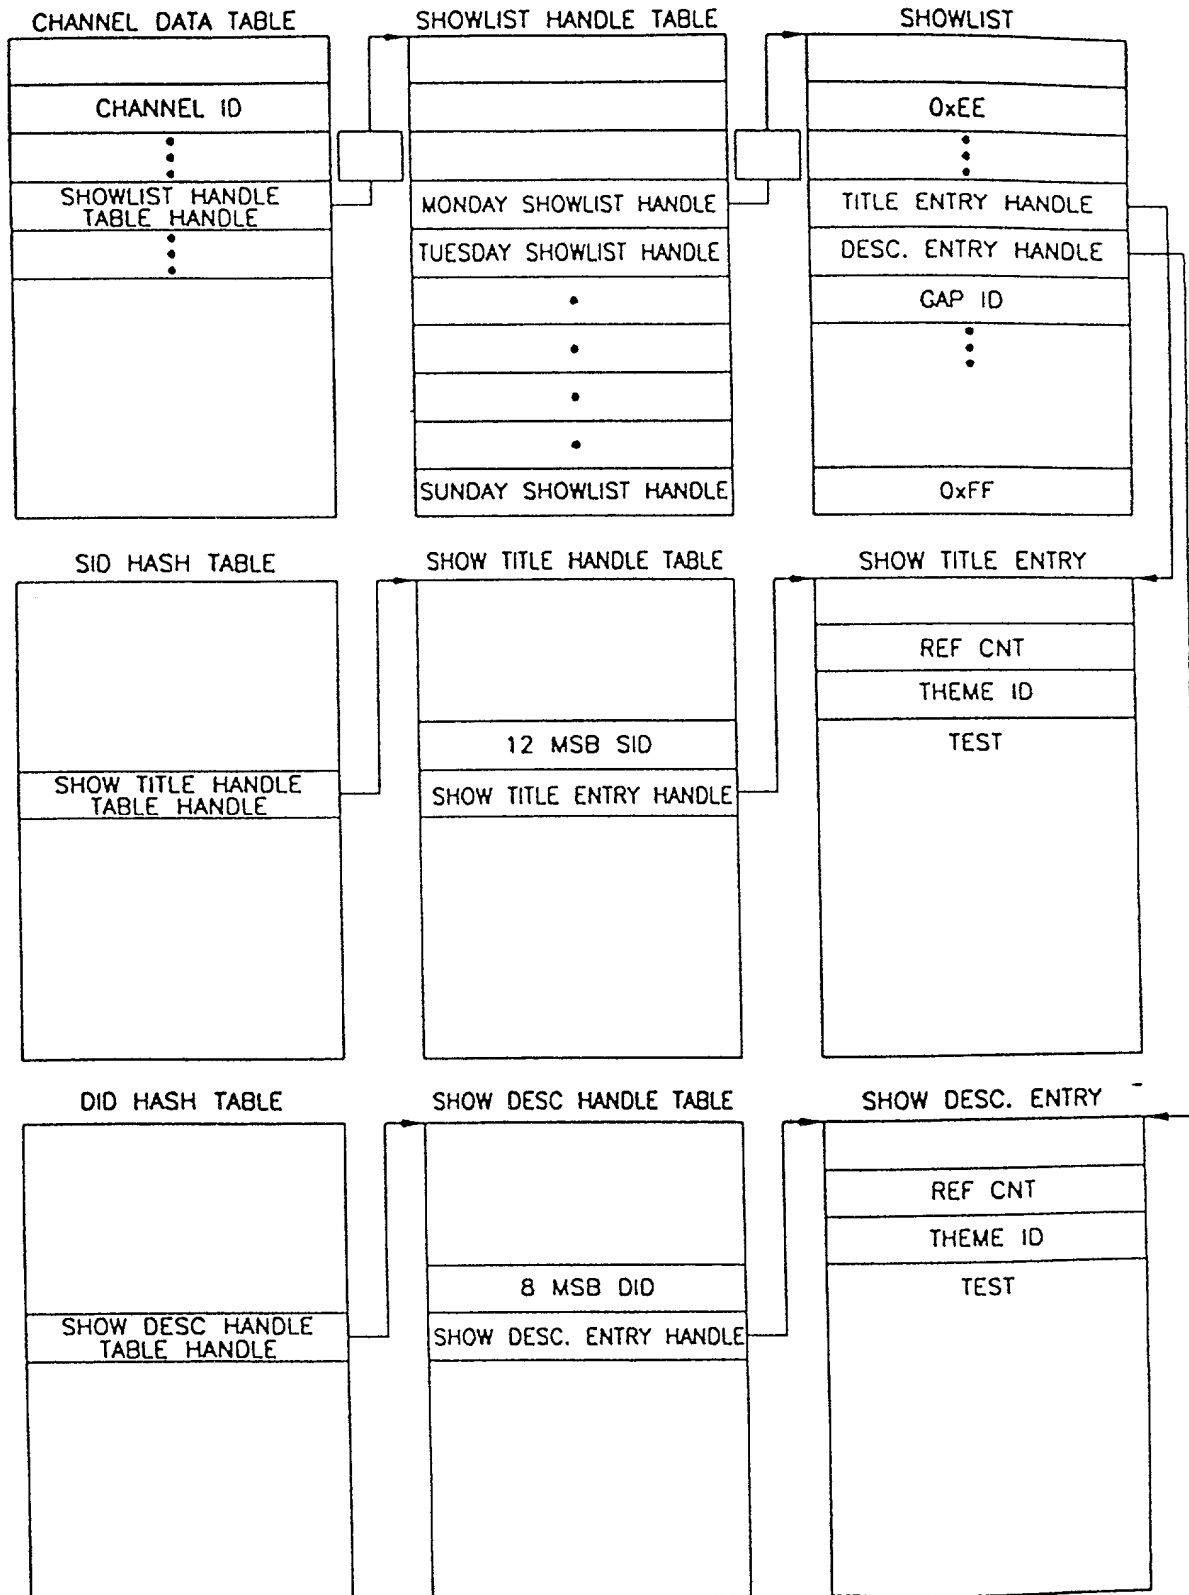 CHANNEL DATA TABLE
CHANNEL ID
SHOWLIST HANDLE
TABLE HANDLE
SHOWLIST HANDLE TABLE
MONDAY SHOWLIST HANDLE
TUESDAY SHOWLIST HANDLE
SUNDAY SHOWLIST HANDLE
SHOWLIST
0xEE
TITLE ENTRY HANDLE
DESC. ENTRY HANDLE
GAP ID
0xFF
SID HASH TABLE
SHOW TITLE HANDLE
TABLE HANDLE
SHOW TITLE HANDLE TABLE
12 MSB SID
SHOW TITLE ENTRY HANDLE
SHOW TITLE ENTRY
REF CNT
THEME ID
TEST
DID HASH TABLE
SHOW DESC HANDLE
TABLE HANDLE
SHOW DESC HANDLE TABLE
8 MSB DID
SHOW DESC. ENTRY HANDLE
SHOW DESC. ENTRY
REF CNT
THEME ID
TEST